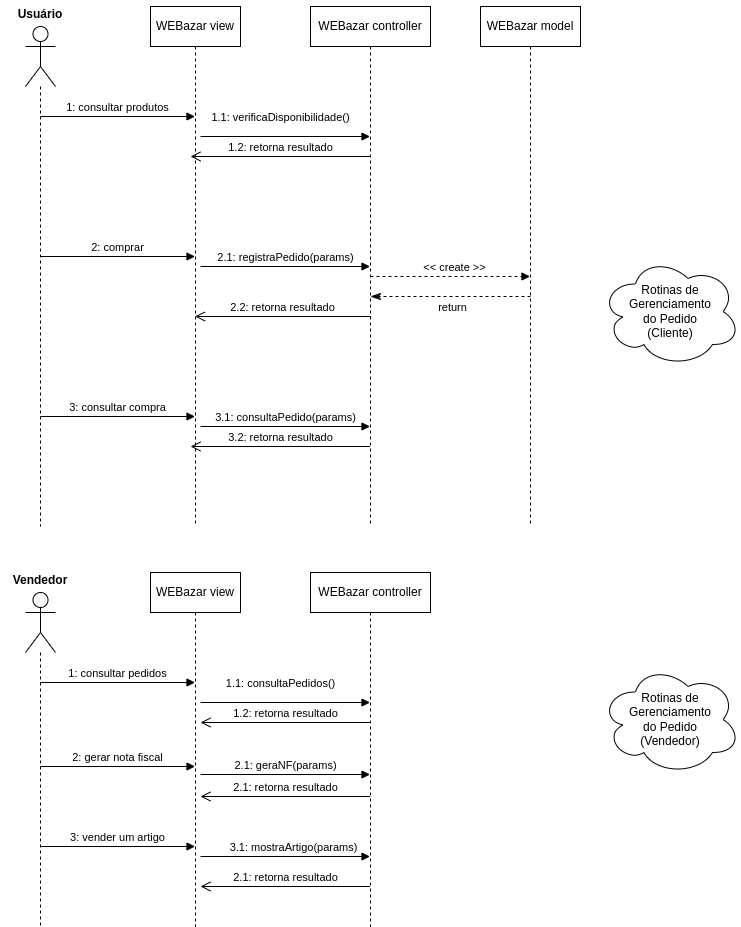 Usuário
WEBazar view
WEBazar controller
WEBazar model
1: consultar produtos
1.1: verificaDisponibilidade()
1.2: retorna resultado
2: comprar
2.1: registraPedido(params)
<< create >>
return
2.2: retorna resultado
Rotinas de
Gerenciamento
do Pedido
(Cliente)
3: consultar compra
3.1: consultaPedido(params)
3.2: retorna resultado
Vendedor
WEBazar view
WEBazar controller
1: consultar pedidos
1.1: consultaPedidos()
1.2: retorna resultado
Rotinas de
Gerenciamento
do Pedido
(Vendedor)
2: gerar nota fiscal
2.1: geraNF(params)
2.1: retorna resultado
3: vender um artigo
3.1: mostraArtigo(params)
2.1: retorna resultado